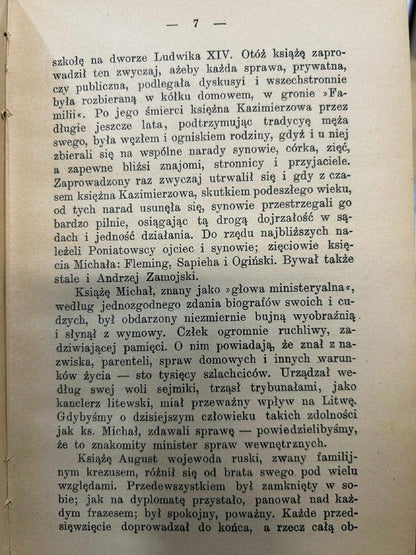 — 7 —
szkołę na dworze Ludwika XIV. Otóż książę zapro-
wadził ten zwyczaj, ażeby każda sprawa, prywatna,
czy publiczna, podlegała dyskusyi i wszechstronnie
była rozbieraną w kółku domowem, w gronie »Fa-
milii«. Po jego śmierci księżna Kazimierzowa przez
długie jeszcze lata, podtrzymując tradycyę męża
swego, była węzłem i ogniskiem rodziny, gdyż i u niej
zbierali się na wspólne narady synowie, córka, zięć,
a zapewne bliżsi znajomi, stronnicy i przyjaciele.
Zaprowadzony raz zwyczaj utrwalił się i gdy z cza-
sem księżna Kazimierzowa, skutkiem podeszłego wieku,
od tych narad usunęła się, synowie przestrzegali go
bardzo pilnie, osiągając tą drogą dojrzałość w są-
dach i jedność działania. Do rzędu najbliższych na-
leżeli Poniatowscy ojciec i synowie; zięciowie księ-
cia Michała: Fleming, Sapieha i Ogiński. Bywał także
stale i Andrzej Zamojski.
Książę Michał, znany jako »głowa ministeryalna«,
według jednozgodnego zdania biografów swoich i cu-
dzych, był obdarzony niezmiernie bujną wyobraźnią
i słynął z wymowy. Człek ogromnie ruchliwy, za-
dziwiającej pamięci. O nim powiadają, że znał z na-
zwiska, parenteli, spraw domowych i innych warun-
ków życia — sto tysięcy szlachciców. Urządzał we-
dług swej woli sejmiki, trząsł trybunałami, jako
kanclerz litewski, miał przeważny wpływ na Litwę.
Gdybyśmy o dzisiejszym człowieku takich zdolności
jak ks. Michał, zdawali sprawę — powiedzielibyśmy,
że to znakomity minister spraw wewnętrznych.
Książę August wojewoda ruski, zwany familij-
nym krezusem, różnił się od brata swego pod wielu
względami. Przedewszystkiem był zamknięty w so-
bie; jak na dyplomatę przystało, panował nad każ-
dym frazesem; był spokojny, poważny. Każde przed-
sięwzięcie doprowadzał do końca, a rzecz całą ob-